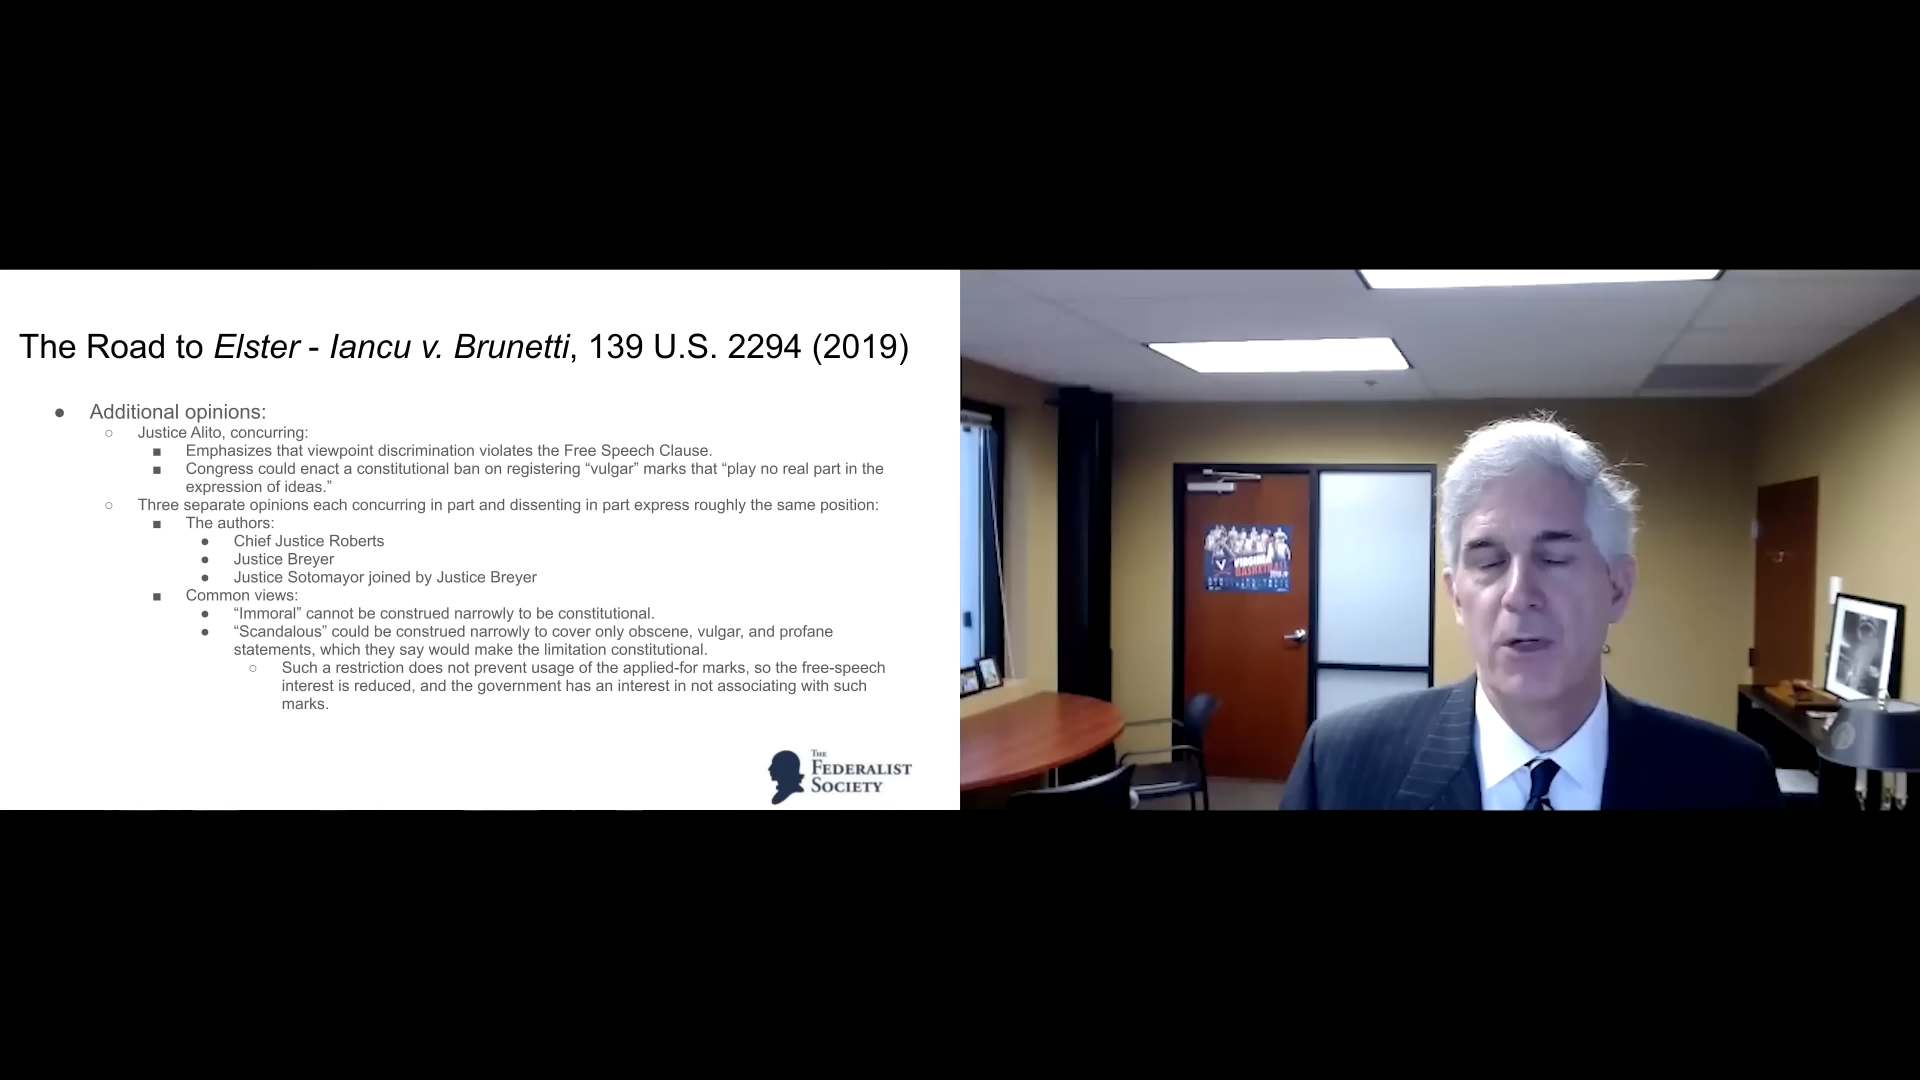 The Road to Elster - Iancu v. Brunetti, 139 U.S. 2294 (2019)
● Additional opinions:
○ Justice Alito, concurring:
■ Emphasizes that viewpoint discrimination violates the Free Speech Clause.
■ Congress could enact a constitutional ban on registering “vulgar” marks that “play no real part in the
expression of ideas.”
○ Three separate opinions each concurring in part and dissenting in part express roughly the same position:
■ The authors:
● Chief Justice Roberts
● Justice Breyer
● Justice Sotomayor joined by Justice Breyer
■ Common views:
● “Immoral” cannot be construed narrowly to be constitutional.
● “Scandalous” could be construed narrowly to cover only obscene, vulgar, and profane
statements, which they say would make the limitation constitutional.
○ Such a restriction does not prevent usage of the applied-for marks, so the free-speech
interest is reduced, and the government has an interest in not associating with such
marks.
THE
FEDERALIST
SOCIETY
VIRGINIA
BASKETBALL